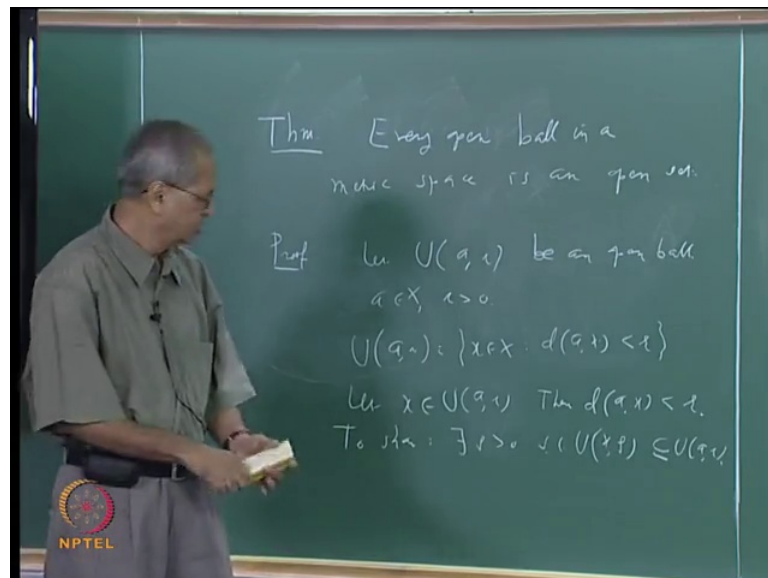 Thm. Every open ball in a
metric space is an open set.
Proof Let U(a,r) be an open ball
a ∈ X, r > 0.
U(a,r) : {x ∈ X : d(a,x) < r}
Let x ∈ U(a,r) Then d(a,x) < r.
To show : ∃ s > 0 s.t U(x,s) ⊆ U(a,r)
NPTEL